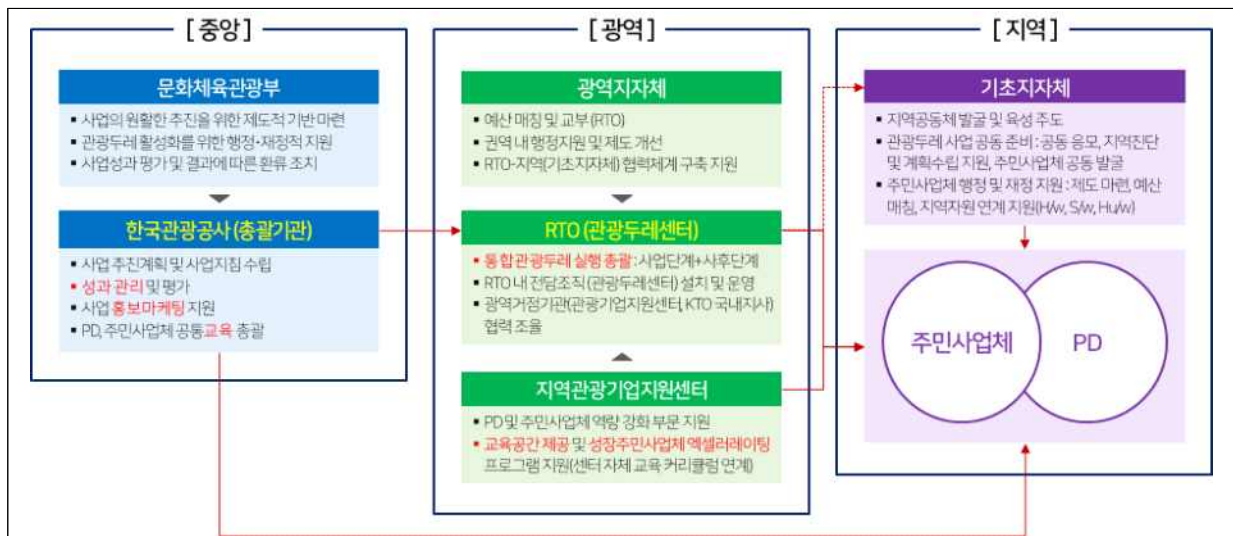 [중앙]
문화체육관광부
▪ 사업의 원활한 추진을 위한 제도적 기반 마련
▪ 관광두레 활성화를 위한 행정·재정적 지원
▪ 사업성과 평가 및 결과에 따른 환류 조치
한국관광공사(총괄기관)
▪ 사업 추진계획 및 사업지침 수립
▪ 성과 관리 및 평가
▪ 사업 홍보마케팅 지원
▪ PD, 주민사업체 공통교육 총괄
[광역]
광역지자체
▪ 예산 매칭 및 교부(RTO)
▪ 권역 내 행정지원 및 제도 개선
▪ RTO-지역(기초지자체) 협력체계 구축 지원
RTO (관광두레센터)
▪ 통합관광두레 실행 총괄 : 사업단계+사후단계
▪ RTO 내 전담조직(관광두레센터) 설치 및 운영
▪ 광역거점기관(관광기업지원센터, KTO 국내지사)
협력 조율
지역관광기업지원센터
▪ PD 및 주민사업체 역량 강화 부문 지원
▪ 교육공간 제공 및 성장주민사업체 엑셀러레이팅
프로그램 지원(센터 자체 교육 커리큘럼 연계)
[지역]
기초지자체
▪ 지역공동체 발굴 및 육성 주도
▪ 관광두레 사업 공동 준비 : 공동 응모, 지역진단
및 계획수립 지원, 주민사업체 공동 발굴
▪ 주민사업체 행정 및 재정 지원 : 제도 마련, 예산
매칭, 지역자원 연계 지원(H/w, S/w, Hu/w)
주민사업체
PD